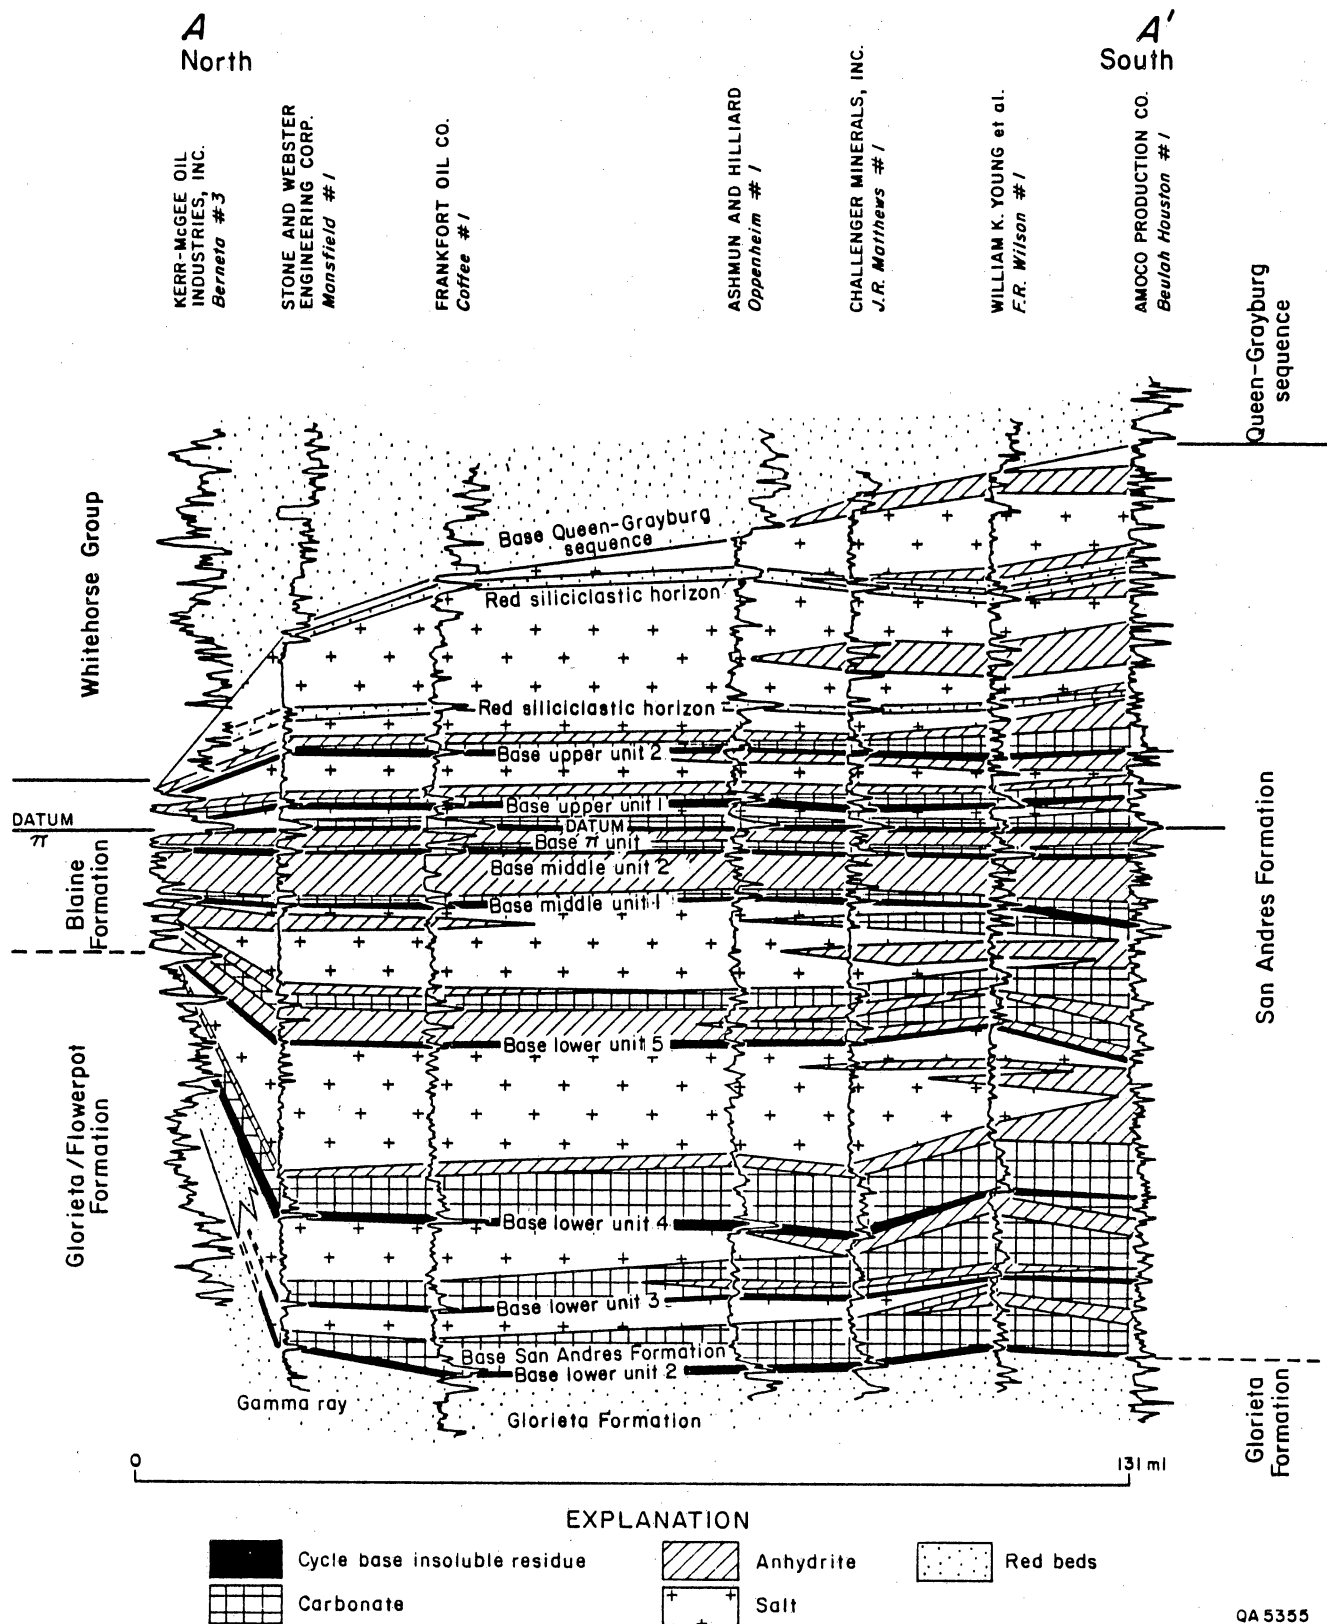 A
North
A'
South
KERR-McGEE OIL
INDUSTRIES, INC.
Berneta #3
STONE AND WEBSTER
ENGINEERING CORP.
Mansfield #1
FRANKFORT OIL CO.
Coffee #1
ASHMUN AND HILLIARD
Oppenheim #1
CHALLENGER MINERALS, INC.
J.R. Matthews #1
WILLIAM K. YOUNG et al.
F.R. Wilson #1
AMOCO PRODUCTION CO.
Beulah Houston #1
Queen-Grayburg
sequence
Whitehorse Group
Base Queen-Grayburg
sequence
Red siliciclastic horizon
Red siliciclastic horizon
Base upper unit 2
Base upper unit 1
DATUM
π
DATUM
Base π unit
Base middle unit 2
Base middle unit 1
Blaine
Formation
San Andres Formation
Base lower unit 5
Glorieta/Flowerpot
Formation
Base lower unit 4
Base lower unit 3
Base San Andres Formation
Base lower unit 2
Gamma ray
Glorieta Formation
Glorieta
Formation
0
131 mi
EXPLANATION
Cycle base insoluble residue
Anhydrite
Red beds
Carbonate
Salt
QA 5355